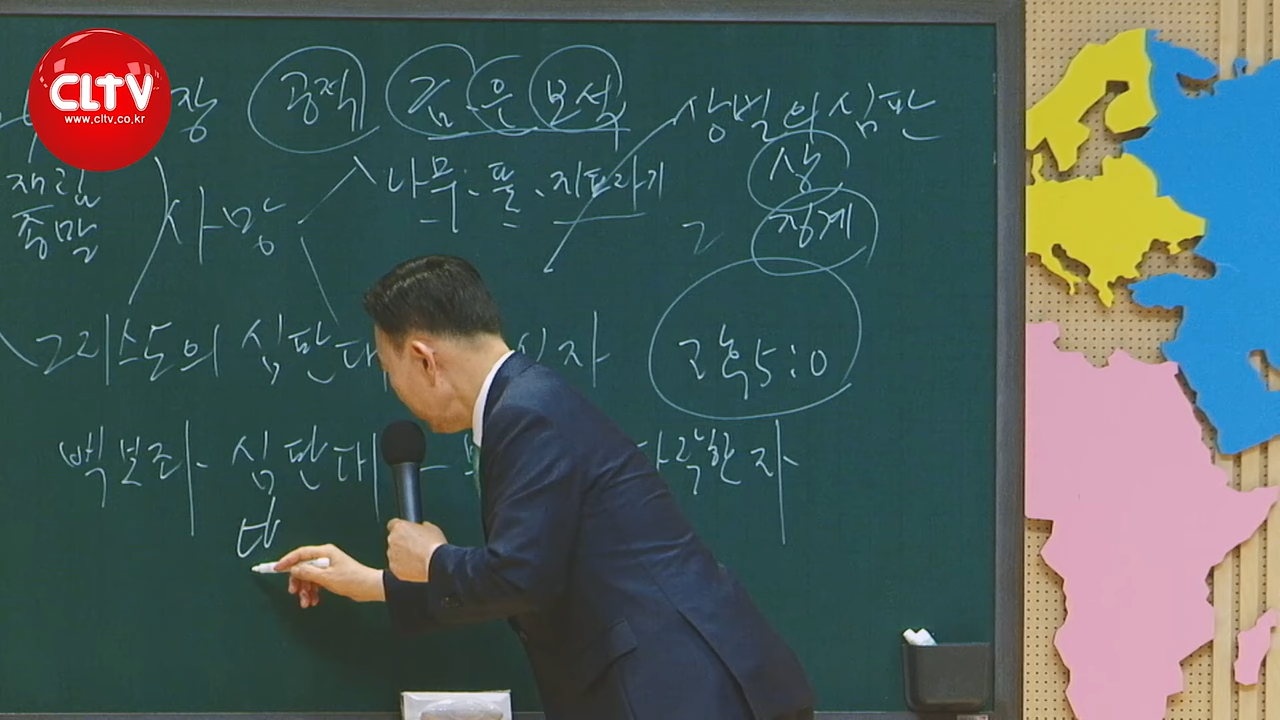 CLTV
www.cltv.co.kr
장 공적 금·은 보석 상벌의 심판
재림 사망 나무·풀·지푸라기 상
종말 징계
그리스도의 심판대 자 고후5:0
백보좌 심판대 락한 자